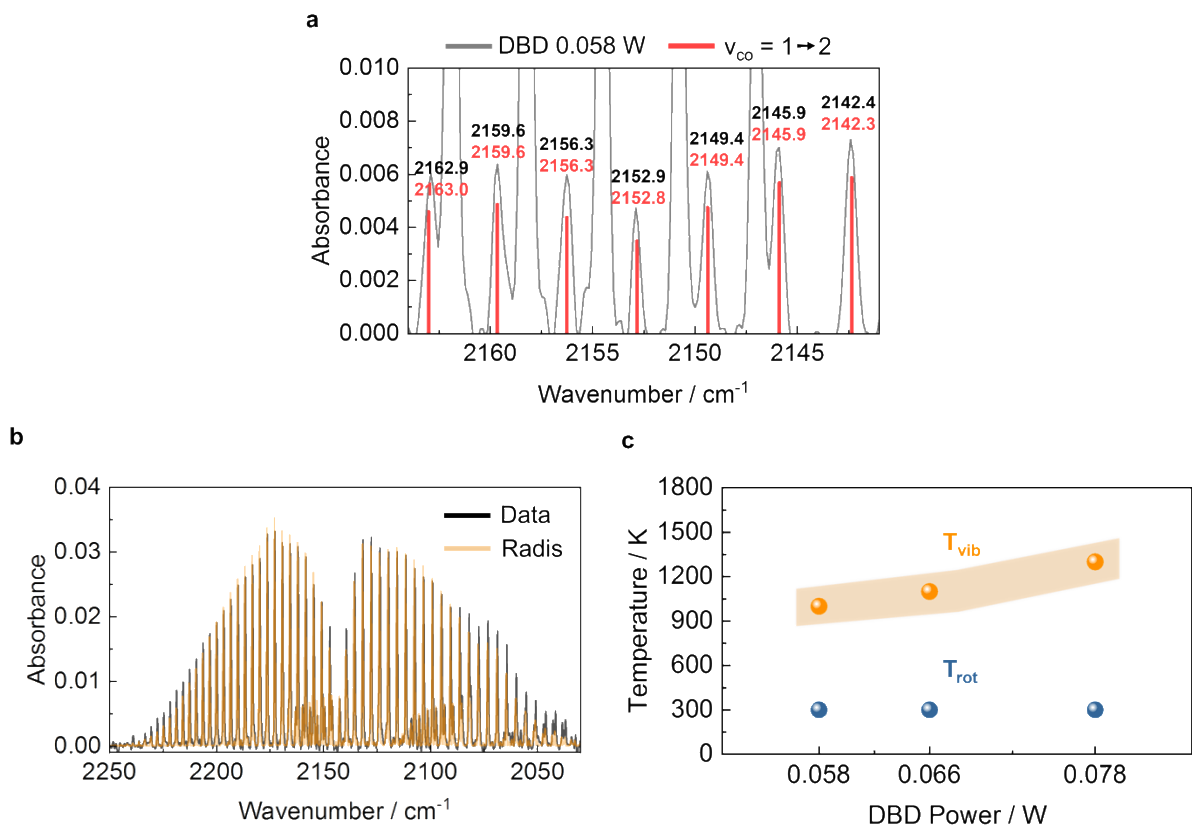 a
DBD 0.058 W v_co = 1→2
0.010
0.008
0.006
0.004
0.002
0.000
Absorbance
2162.9
2163.0
2159.6
2159.6
2156.3
2156.3
2152.9
2152.8
2149.4
2149.4
2145.9
2145.9
2142.4
2142.3
2160 2155 2150 2145
Wavenumber / cm⁻¹
b
0.04
0.03
0.02
0.01
0.00
Absorbance
Data
Radis
2250 2200 2150 2100 2050
Wavenumber / cm⁻¹
c
1800
1500
1200
900
600
300
0
Temperature / K
T_vib
T_rot
0.058 0.066 0.078
DBD Power / W